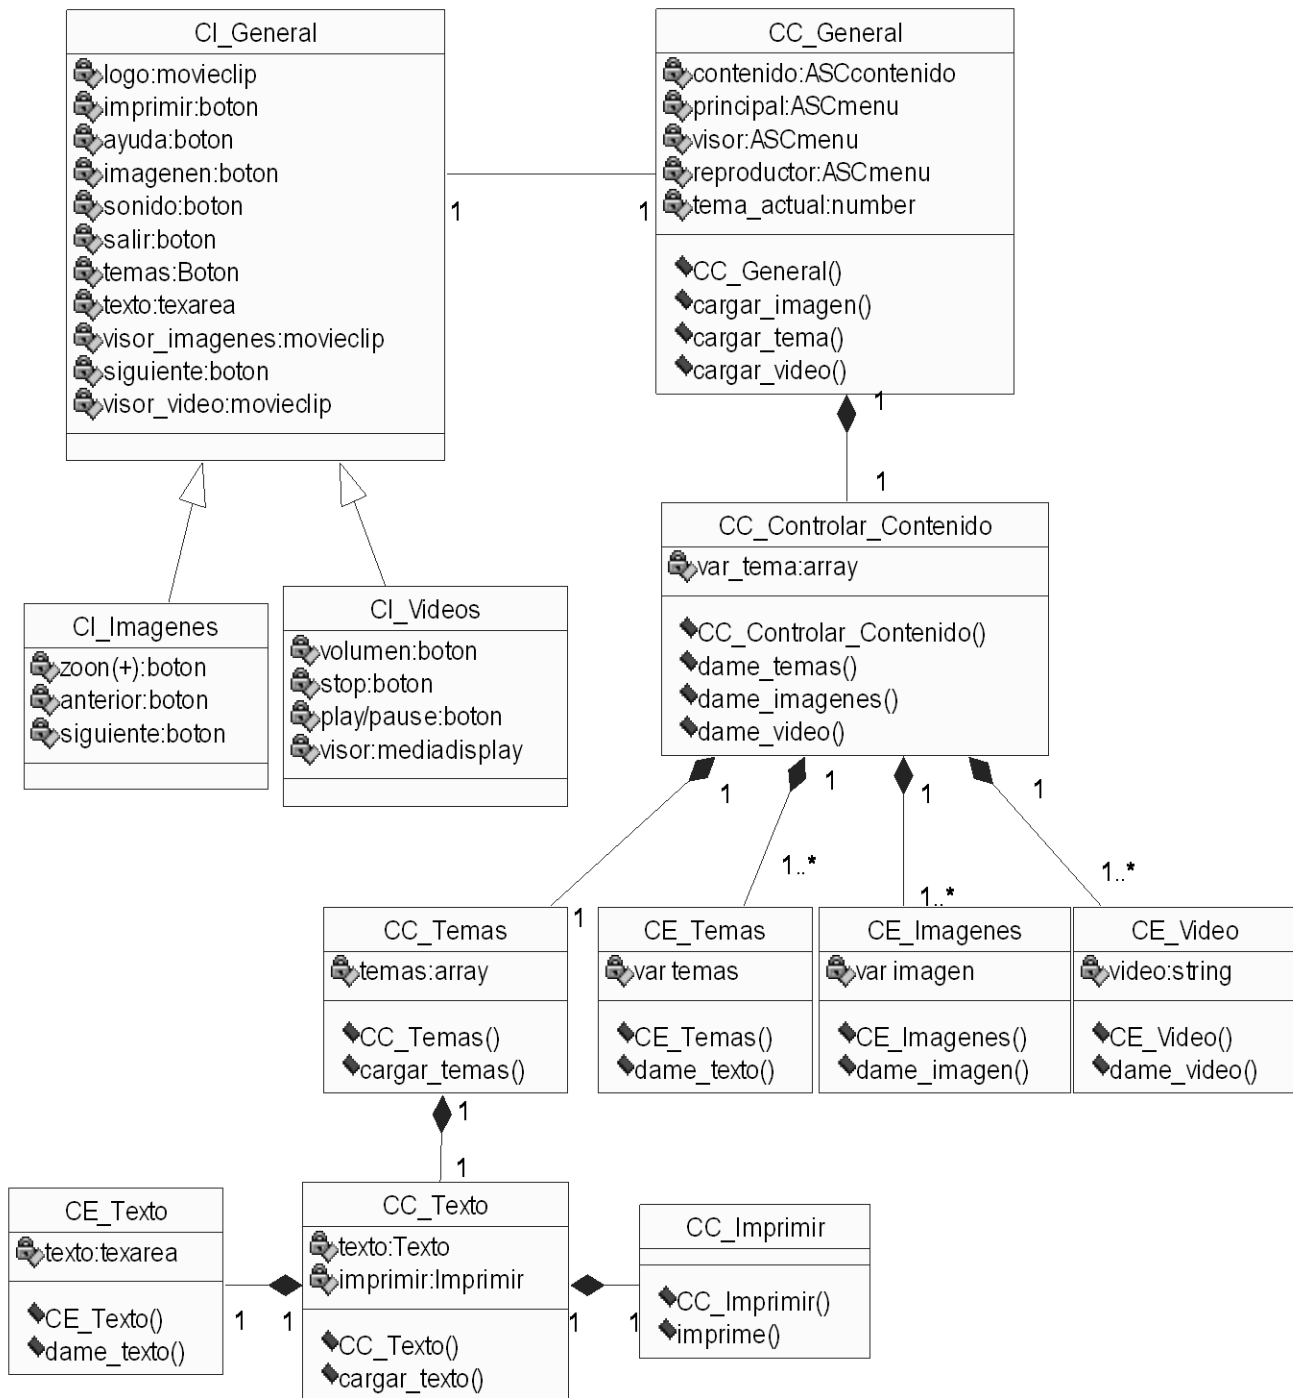 CI_General
logo:movieclip
imprimir:boton
ayuda:boton
imagenen:boton
sonido:boton
salir:boton
temas:Boton
texto:texarea
visor_imagenes:movieclip
siguiente:boton
visor_video:movieclip
1
1
CC_General
contenido:ASCcontenido
principal:ASCmenu
visor:ASCmenu
reproductor:ASCmenu
tema_actual:number
CC_General()
cargar_imagen()
cargar_tema()
cargar_video()
1
1
CI_Imagenes
zoon(+):boton
anterior:boton
siguiente:boton
CI_Videos
volumen:boton
stop:boton
play/pause:boton
visor:mediadisplay
CC_Controlar_Contenido
var_tema:array
CC_Controlar_Contenido()
dame_temas()
dame_imagenes()
dame_video()
1
1
1
1
1
1..*
1..*
1..*
CC_Temas
temas:array
CC_Temas()
cargar_temas()
CE_Temas
var temas
CE_Temas()
dame_texto()
CE_Imagenes
var imagen
CE_Imagenes()
dame_imagen()
CE_Video
video:string
CE_Video()
dame_video()
1
1
CE_Texto
texto:texarea
CE_Texto()
dame_texto()
1
1
CC_Texto
texto:Texto
imprimir:Imprimir
CC_Texto()
cargar_texto()
1
1
CC_Imprimir
CC_Imprimir()
imprime()